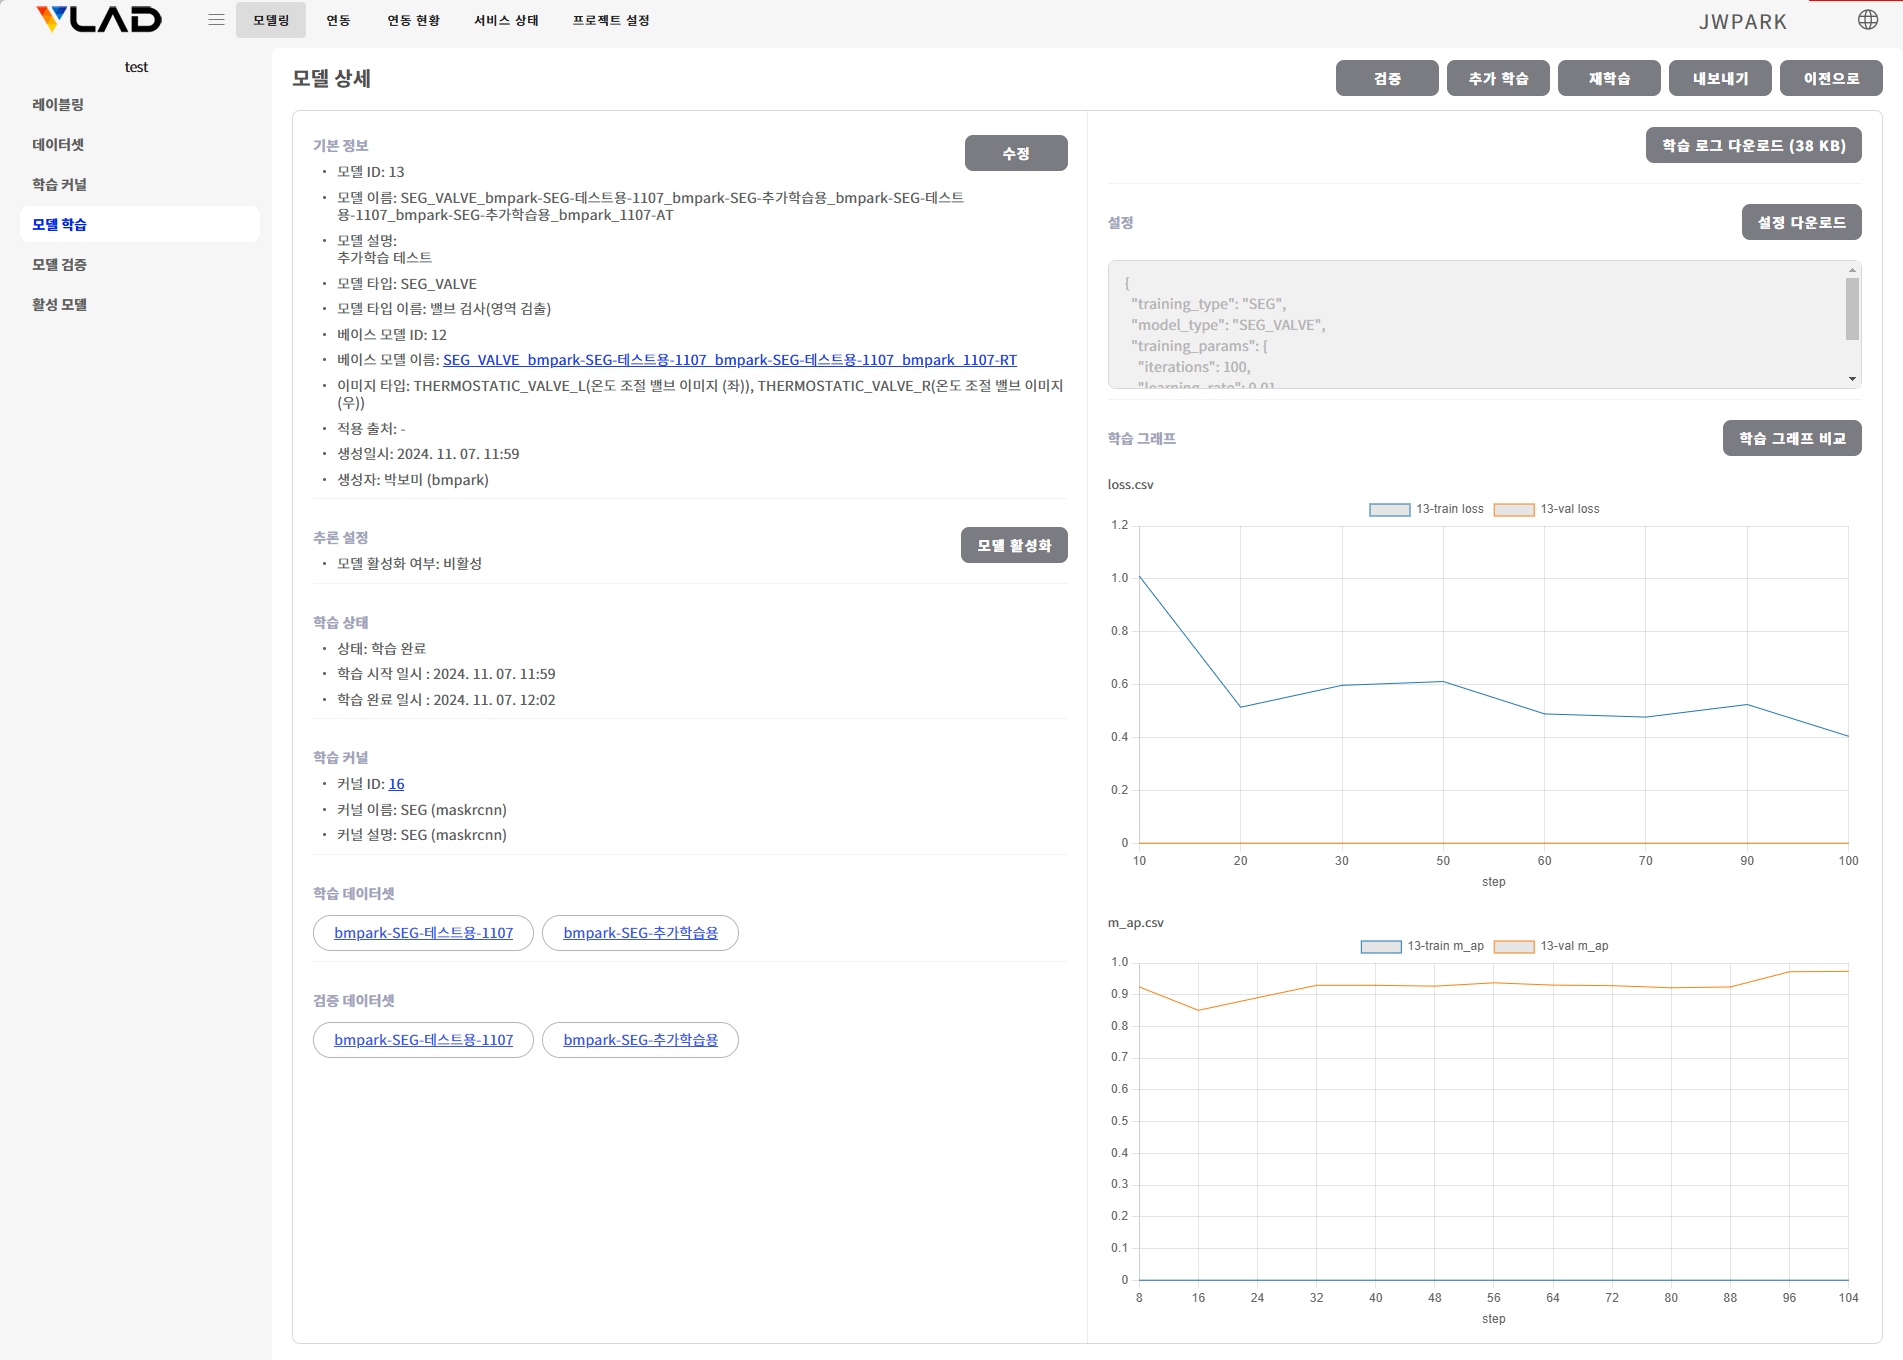 VLAD
모델링
연동
연동 현황
서비스 상태
프로젝트 설정
JWPARK
test
레이블링
데이터셋
학습 커널
모델 학습
모델 검증
활성 모델
모델 상세
검증
추가 학습
재학습
내보내기
이전으로
기본 정보
수정
• 모델 ID: 13
• 모델 이름: SEG_VALVE_bmpark-SEG-테스트용-1107_bmpark-SEG-추가학습용_bmpark-SEG-테스트
용-1107_bmpark-SEG-추가학습용_bmpark_1107-AT
• 모델 설명:
추가학습 테스트
• 모델 타입: SEG_VALVE
• 모델 타입 이름: 밸브 검사(영역 검출)
• 베이스 모델 ID: 12
• 베이스 모델 이름: SEG_VALVE_bmpark-SEG-테스트용-1107_bmpark-SEG-테스트용-1107_bmpark_1107-RT
• 이미지 타입: THERMOSTATIC_VALVE_L(온도 조절 밸브 이미지 (좌)), THERMOSTATIC_VALVE_R(온도 조절 밸브 이미지
(우))
• 적용 출처: -
• 생성일시: 2024. 11. 07. 11:59
• 생성자: 박보미 (bmpark)
추론 설정
모델 활성화
• 모델 활성화 여부: 비활성
학습 상태
• 상태: 학습 완료
• 학습 시작 일시 : 2024. 11. 07. 11:59
• 학습 완료 일시 : 2024. 11. 07. 12:02
학습 커널
• 커널 ID: 16
• 커널 이름: SEG (maskrcnn)
• 커널 설명: SEG (maskrcnn)
학습 데이터셋
bmpark-SEG-테스트용-1107
bmpark-SEG-추가학습용
검증 데이터셋
bmpark-SEG-테스트용-1107
bmpark-SEG-추가학습용
학습 로그 다운로드 (38 KB)
설정
설정 다운로드
{
"training_type": "SEG",
"model_type": "SEG_VALVE",
"training_params": {
"iterations": 100,
"learning_rate": 0.01
학습 그래프
학습 그래프 비교
loss.csv
13-train loss
13-val loss
1.2
1.0
0.8
0.6
0.4
0.2
0
10 20 30 50 60 70 90 100
step
m_ap.csv
13-train m_ap
13-val m_ap
1.0
0.9
0.8
0.7
0.6
0.5
0.4
0.3
0.2
0.1
0
8 16 24 32 40 48 56 64 72 80 88 96 104
step